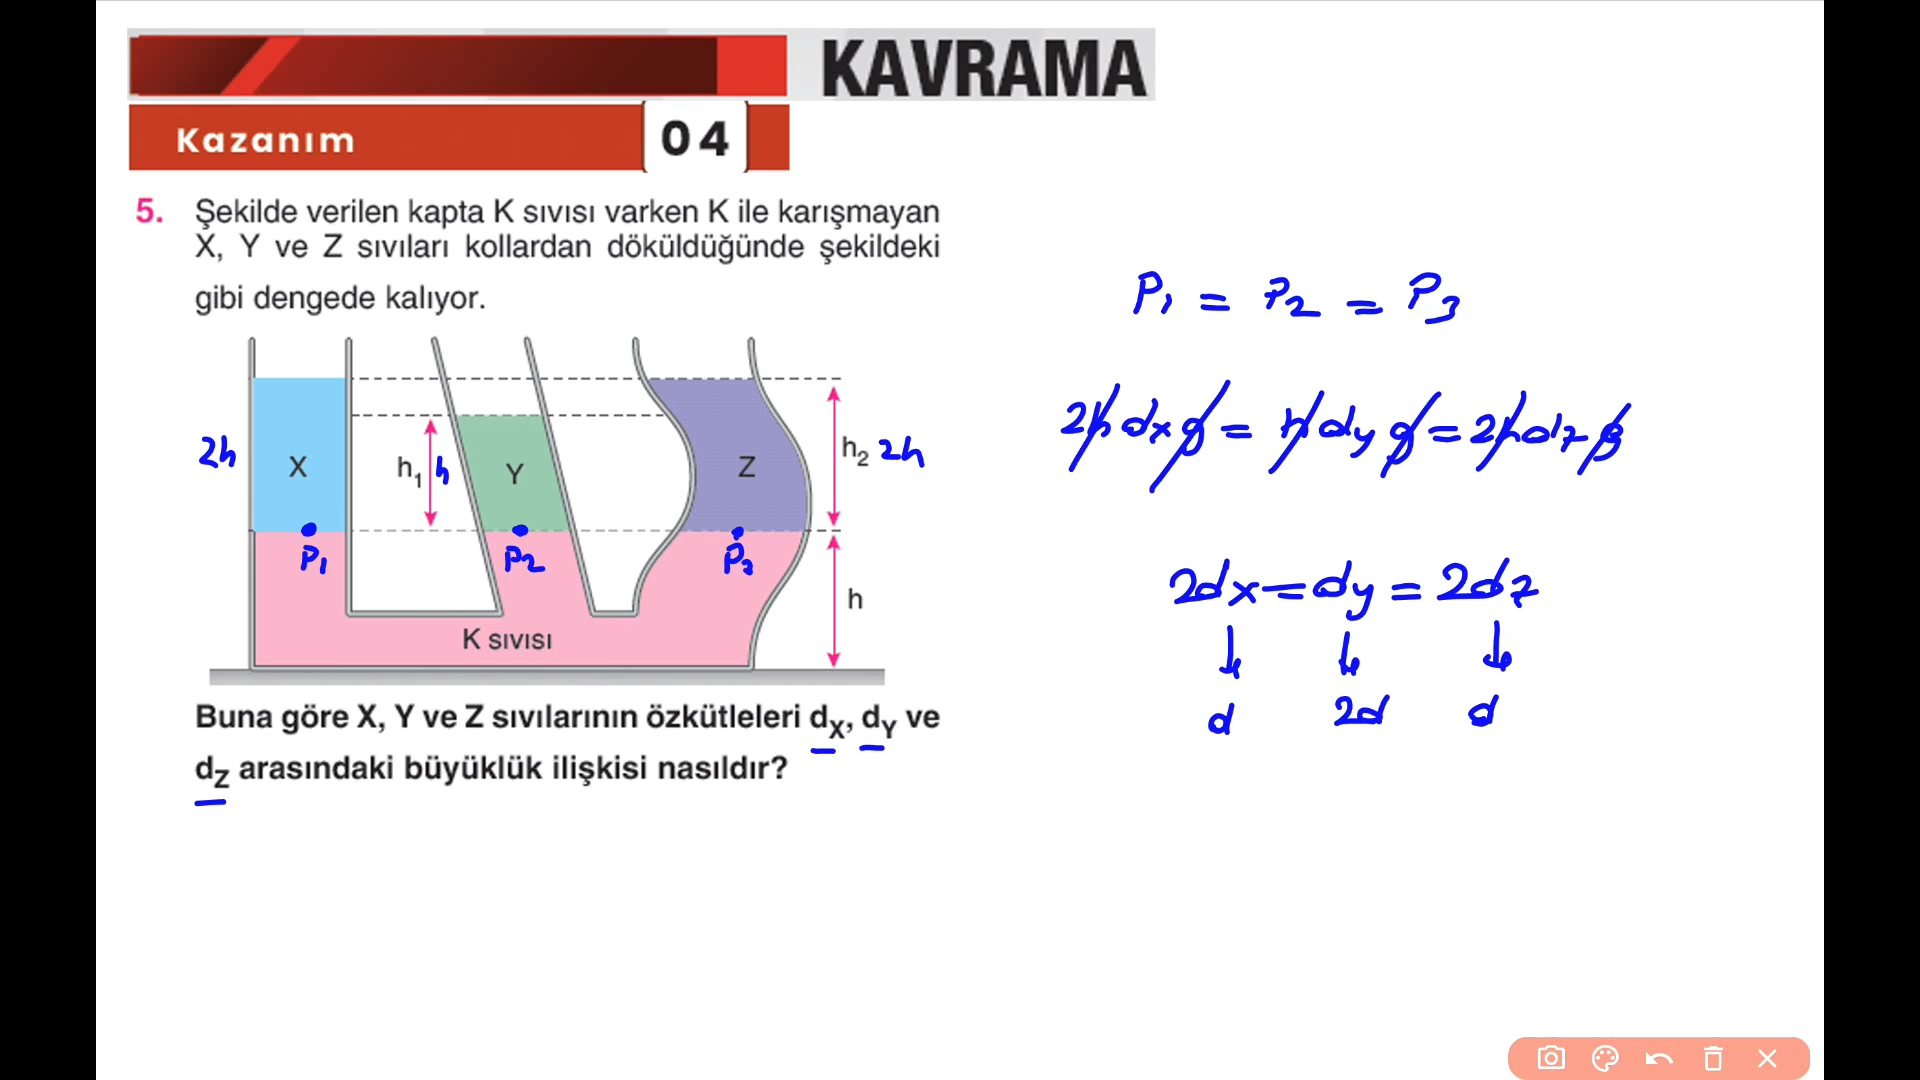 KAVRAMA
Kazanım 04
5. Şekilde verilen kapta K sıvısı varken K ile karışmayan
X, Y ve Z sıvıları kollardan döküldüğünde şekildeki
gibi dengede kalıyor.
2h X h₁ h Y Z h₂ 2h
P₁ P₂ P₃
h
K sıvısı
Buna göre X, Y ve Z sıvılarının özkütleleri dX, dY ve
dZ arasındaki büyüklük ilişkisi nasıldır?
P₁ = P₂ = P₃
2h dx g = h dy g = 2h dz g
2dx = dy = 2dz
d 2d d